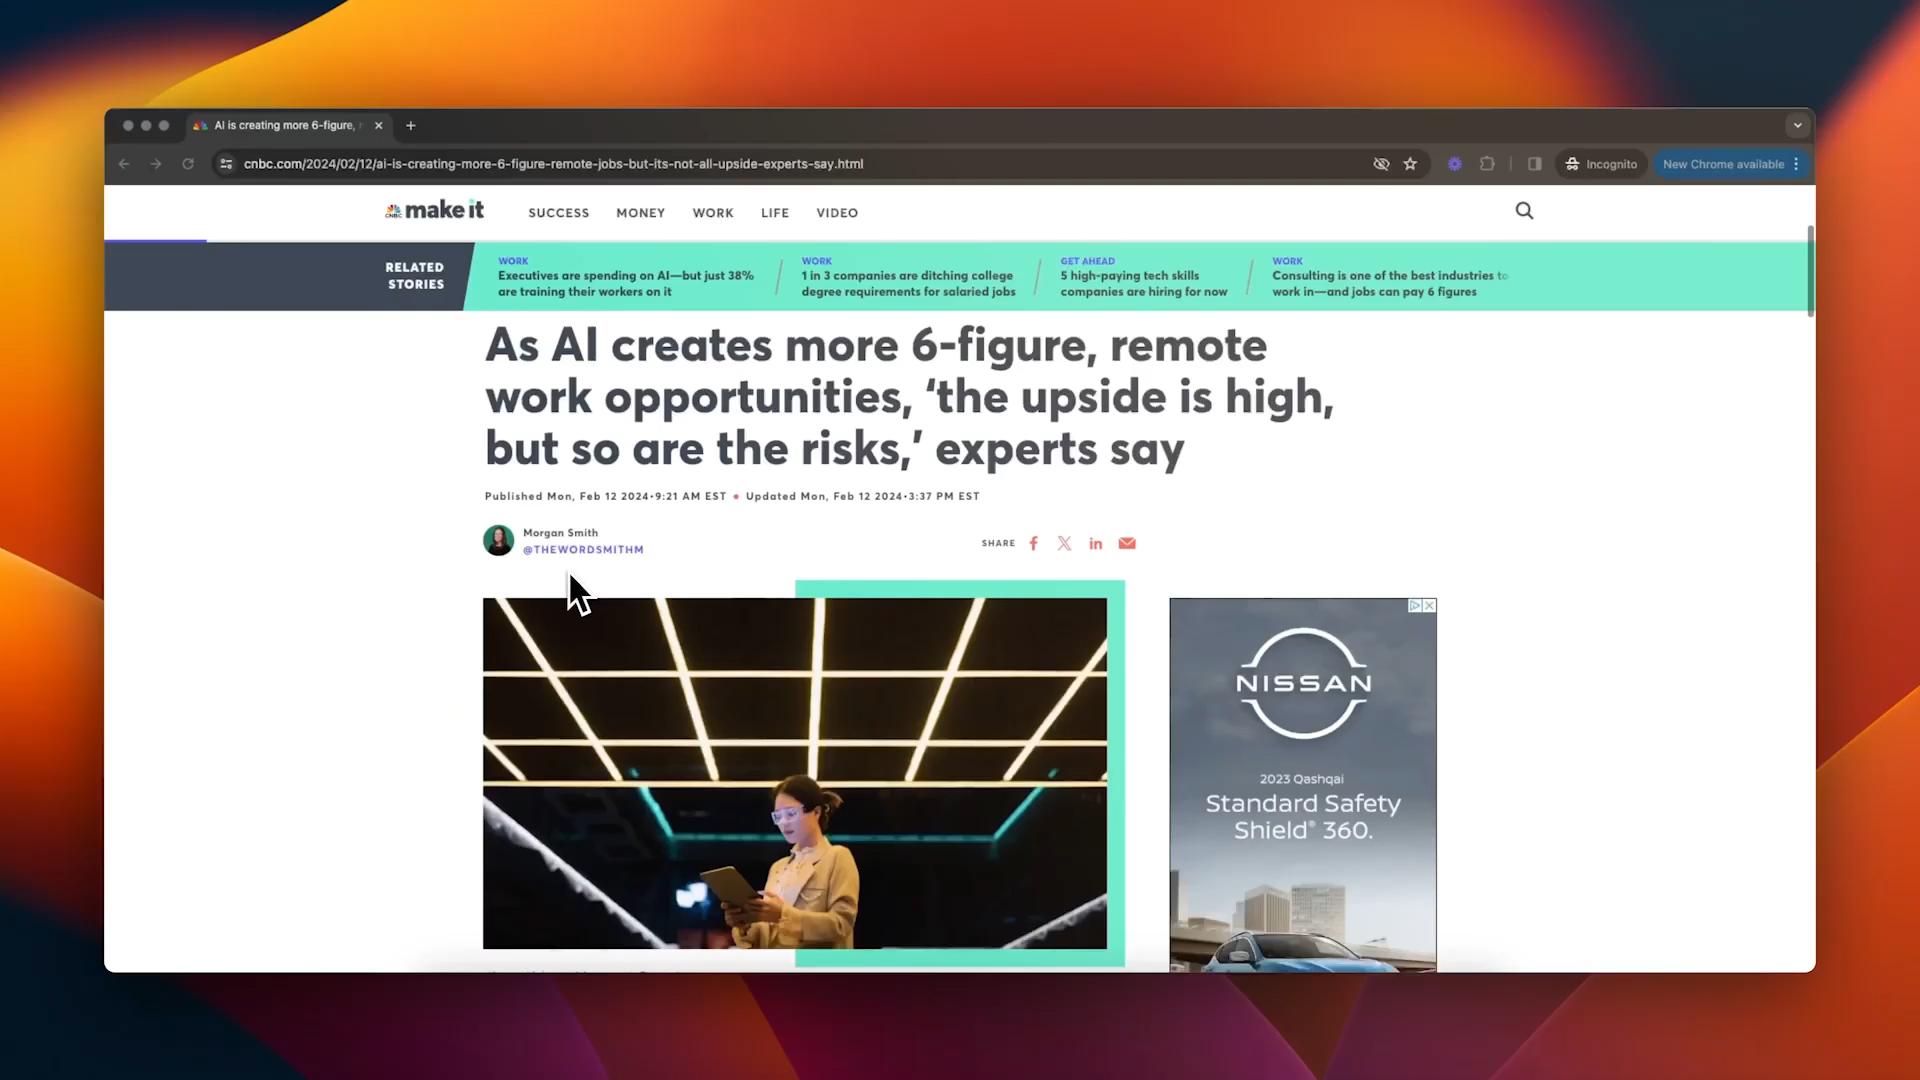 AI is creating more 6-figure,
cnbc.com/2024/02/12/ai-is-creating-more-6-figure-remote-jobs-but-its-not-all-upside-experts-say.html
Incognito
New Chrome available
CNBC make it
SUCCESS
MONEY
WORK
LIFE
VIDEO
RELATED
STORIES
WORK
Executives are spending on AI—but just 38%
are training their workers on it
WORK
1 in 3 companies are ditching college
degree requirements for salaried jobs
GET AHEAD
5 high-paying tech skills
companies are hiring for now
WORK
Consulting is one of the best industries to
work in—and jobs can pay 6 figures
As AI creates more 6-figure, remote
work opportunities, ‘the upside is high,
but so are the risks,’ experts say
Published Mon, Feb 12 2024•9:21 AM EST • Updated Mon, Feb 12 2024•3:37 PM EST
Morgan Smith
@THEWORDSMITHM
SHARE
NISSAN
2023 Qashqai
Standard Safety
Shield® 360.